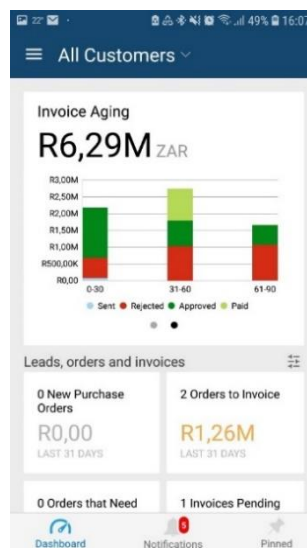 22° 49% 16:07
All Customers
Invoice Aging
R6,29M ZAR
R3,00M
R2,50M
R2,00M
R1,50M
R1,00M
R500,00K
R0,00
0-30 31-60 61-90
Sent Rejected Approved Paid
Leads, orders and invoices
0 New Purchase
Orders
R0,00
LAST 31 DAYS
2 Orders to Invoice
R1,26M
LAST 31 DAYS
0 Orders that Need
1 Invoices Pending
8
Dashboard Notifications Pinned